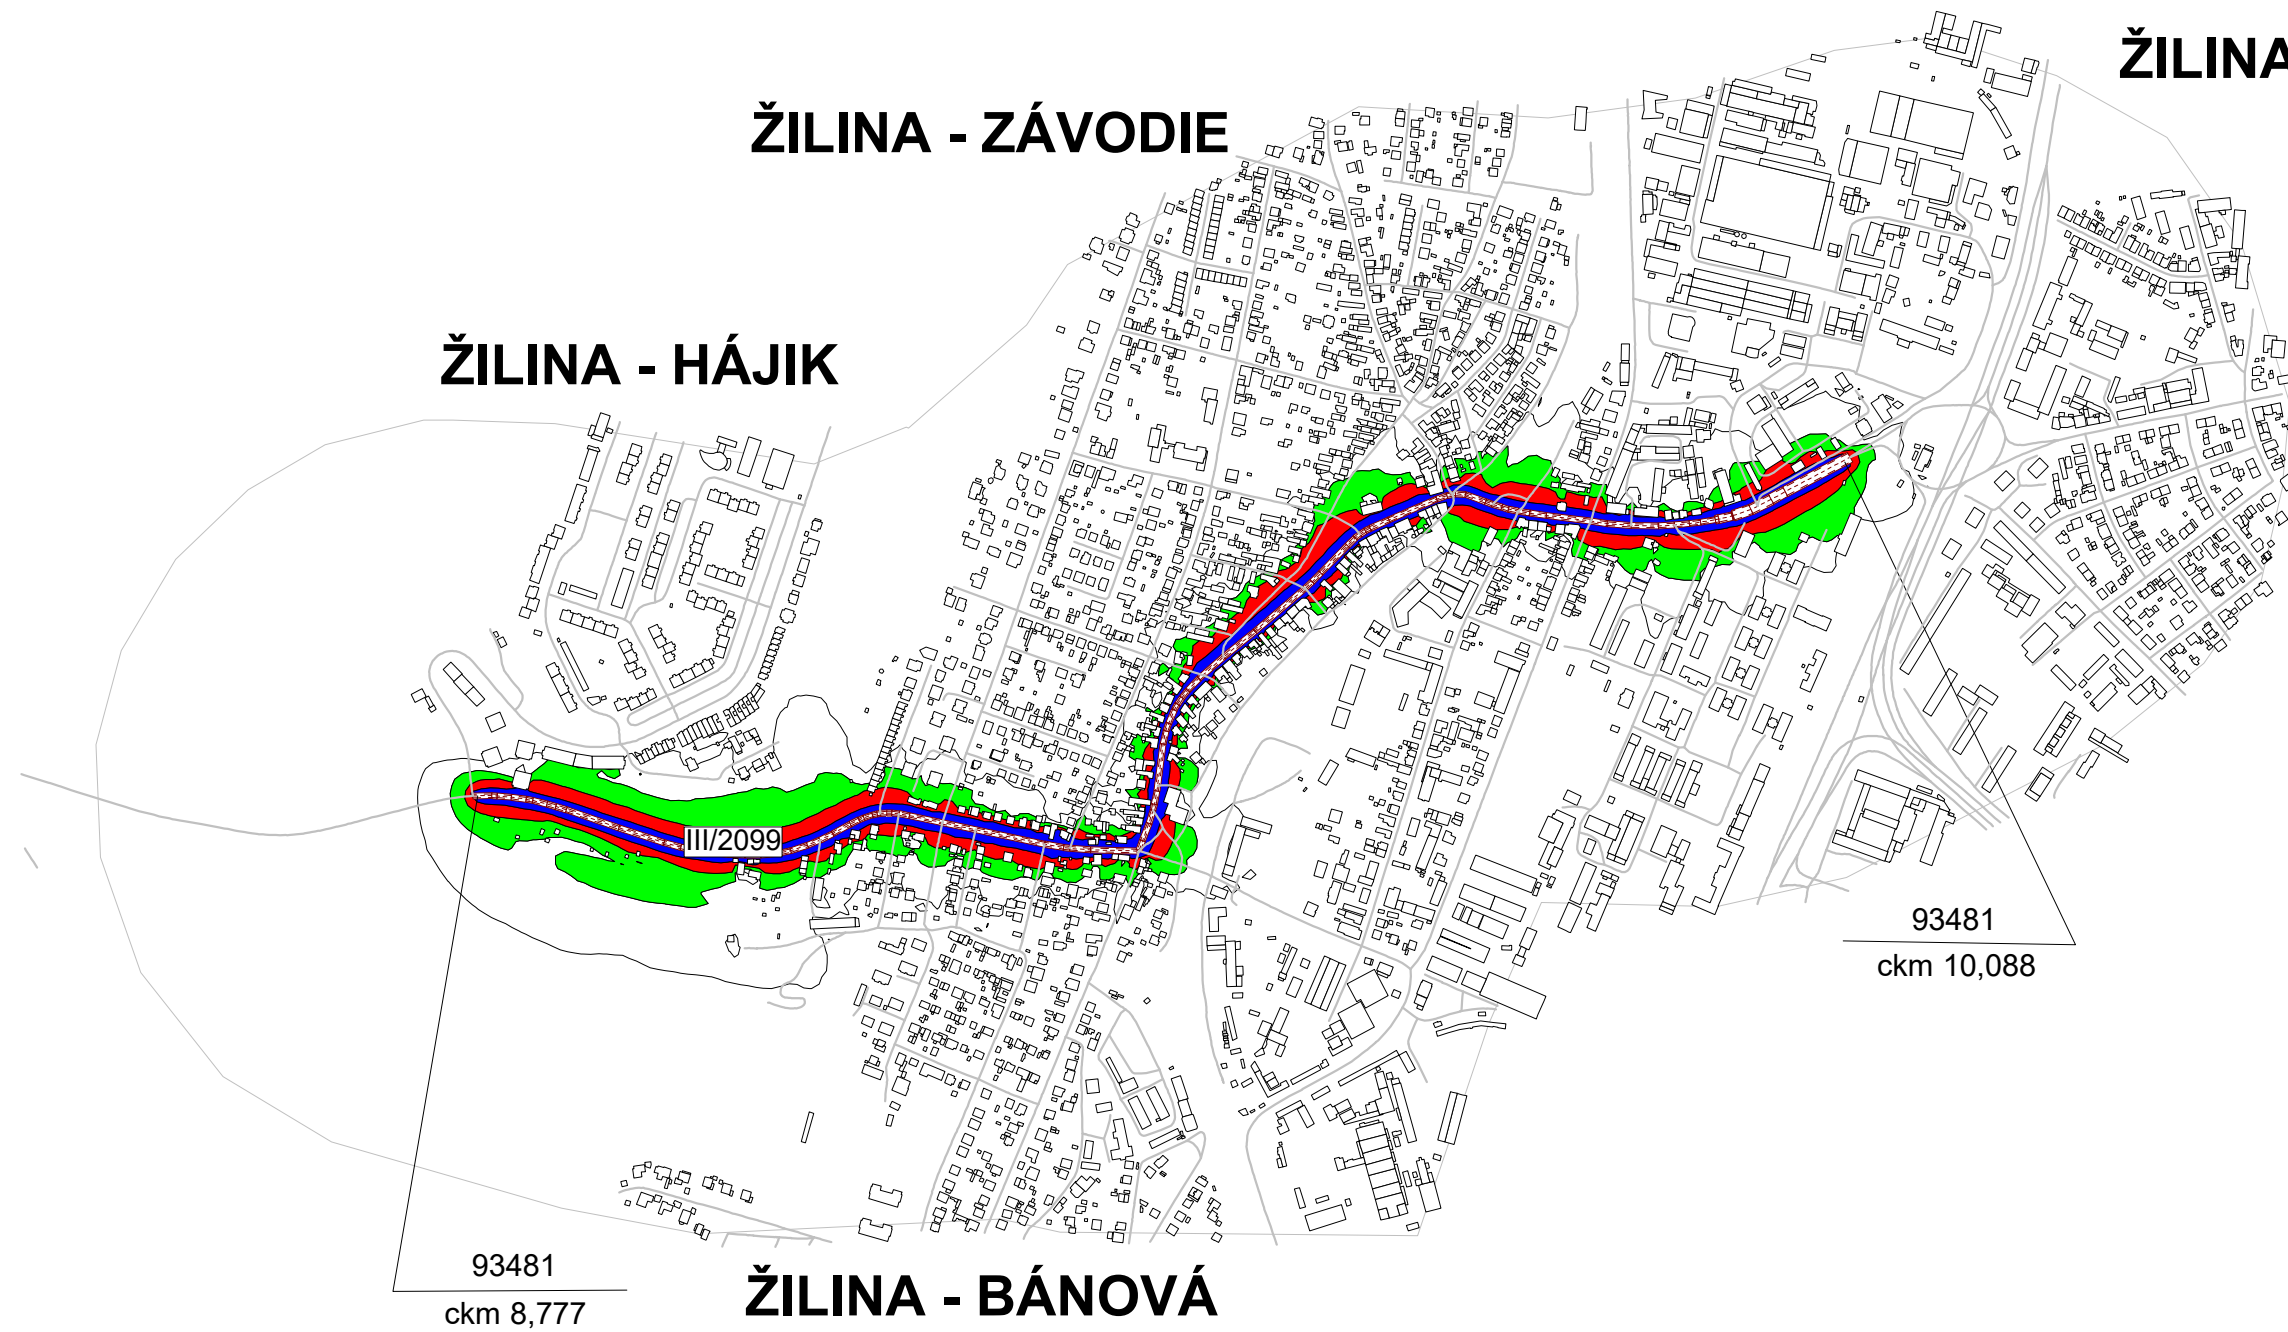 ŽILINA
ŽILINA - ZÁVODIE
ŽILINA - HÁJIK
III/2099
93481
ckm 10,088
93481
ckm 8,777
ŽILINA - BÁNOVÁ